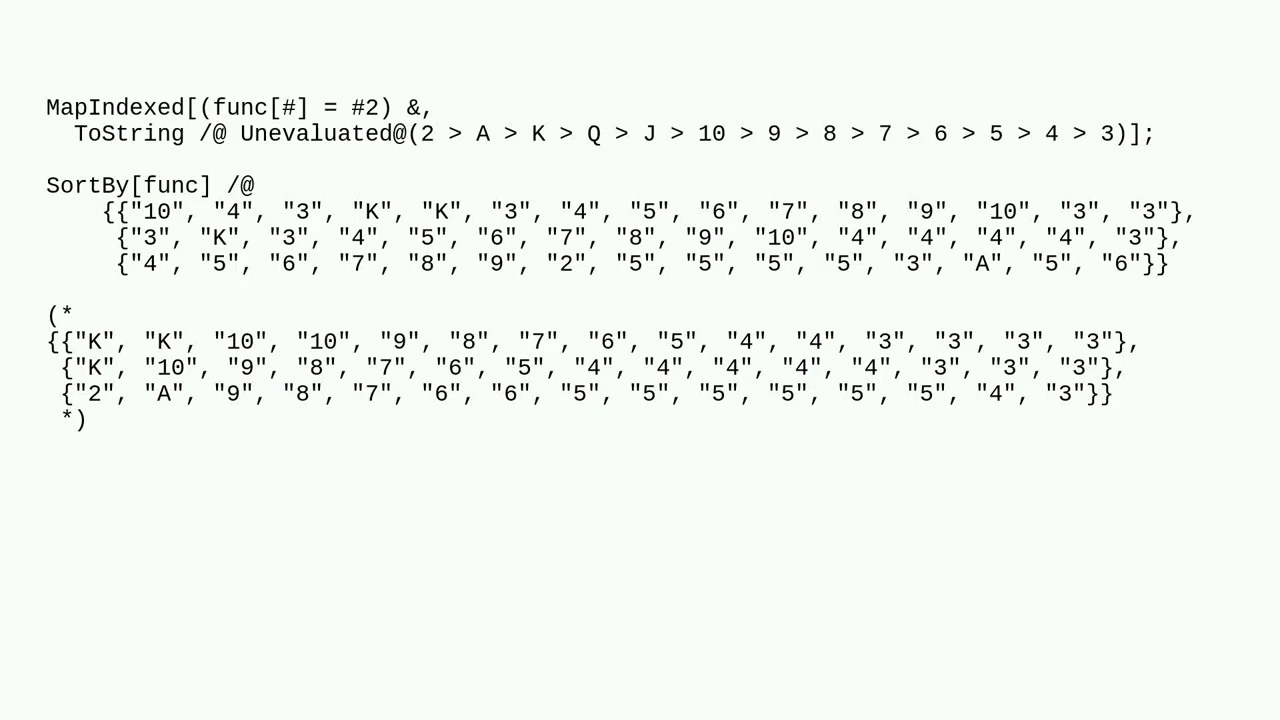 MapIndexed[(func[#] = #2) &,
  ToString /@ Unevaluated@(2 > A > K > Q > J > 10 > 9 > 8 > 7 > 6 > 5 > 4 > 3)];
SortBy[func] /@
    {{"10", "4", "3", "K", "K", "3", "4", "5", "6", "7", "8", "9", "10", "3", "3"},
     {"3", "K", "3", "4", "5", "6", "7", "8", "9", "10", "4", "4", "4", "4", "3"},
     {"4", "5", "6", "7", "8", "9", "2", "5", "5", "5", "5", "3", "A", "5", "6"}}
(*
{{"K", "K", "10", "10", "9", "8", "7", "6", "5", "4", "4", "3", "3", "3", "3"},
 {"K", "10", "9", "8", "7", "6", "5", "4", "4", "4", "4", "4", "3", "3", "3"},
 {"2", "A", "9", "8", "7", "6", "6", "5", "5", "5", "5", "5", "5", "4", "3"}}
 *)